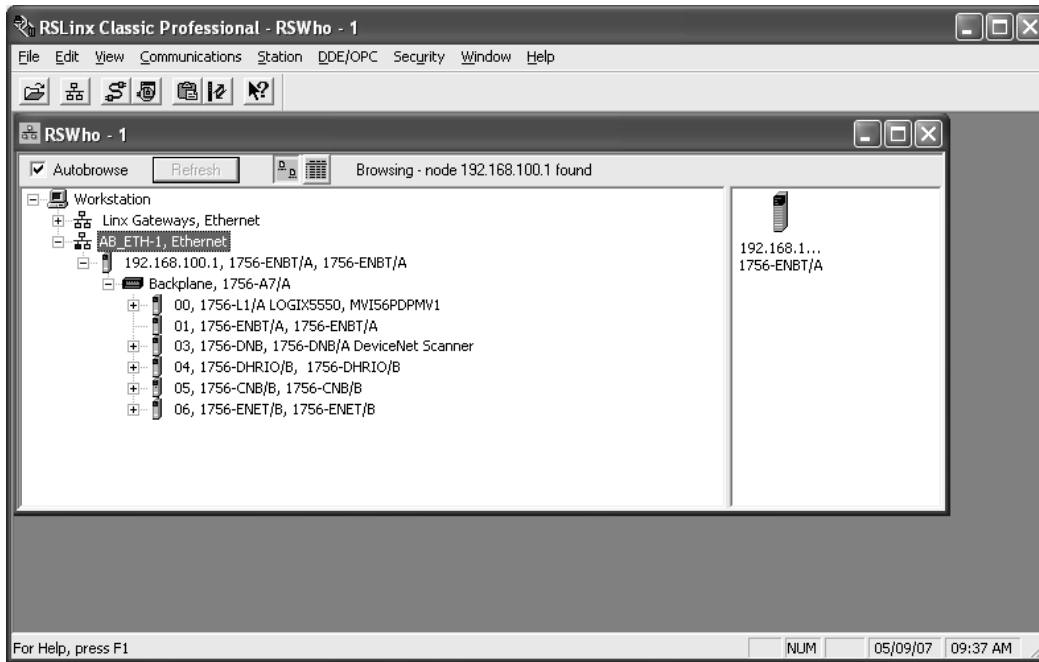 RSLinx Classic Professional - RSWho - 1
File Edit View Communications Station DDE/OPC Security Window Help
RSWho - 1
Autobrowse Refresh Browsing - node 192.168.100.1 found
Workstation
Linx Gateways, Ethernet
AB_ETH-1, Ethernet
192.168.100.1, 1756-ENBT/A, 1756-ENBT/A
Backplane, 1756-A7/A
00, 1756-L1/A LOGIX5550, MVI56PDPMV1
01, 1756-ENBT/A, 1756-ENBT/A
03, 1756-DNB, 1756-DNB/A DeviceNet Scanner
04, 1756-DHRIO/B, 1756-DHRIO/B
05, 1756-CNB/B, 1756-CNB/B
06, 1756-ENET/B, 1756-ENET/B
192.168.1...
1756-ENBT/A
For Help, press F1 NUM 05/09/07 09:37 AM